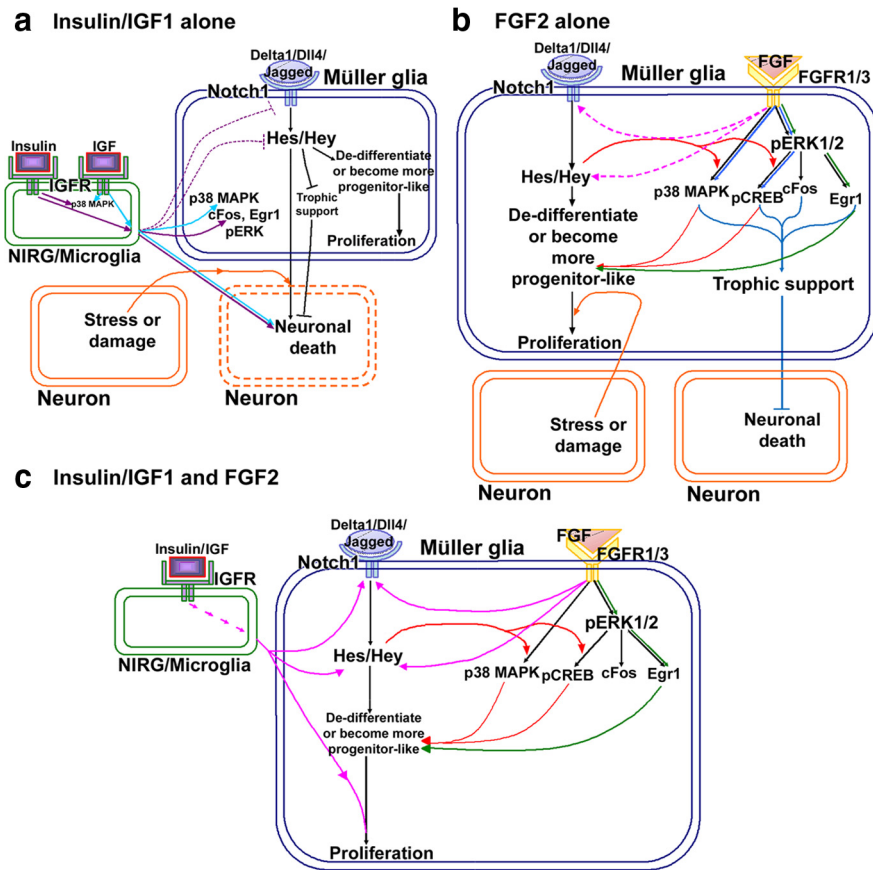 a Insulin/IGF1 alone
Delta1/Dll4/
Jagged
Müller glia
Notch1
Insulin
IGF
IGFR
p38 MAPK
NIRG/Microglia
Hes/Hey
De-differentiate
or become more
progenitor-like
Trophic
support
p38 MAPK
cFos, Egr1
pERK
Proliferation
Stress or
damage
Neuron
Neuronal
death
Neuron
b FGF2 alone
Delta1/Dll4/
Jagged
Müller glia
Notch1
FGF
FGFR1/3
pERK1/2
Hes/Hey
p38 MAPK
pCREB
cFos
Egr1
De-differentiate
or become
more
progenitor-like
Trophic support
Proliferation
Stress or
damage
Neuron
Neuronal
death
Neuron
c Insulin/IGF1 and FGF2
Delta1/Dll4/
Jagged
Müller glia
Notch1
FGF
FGFR1/3
Insulin/IGF
IGFR
NIRG/Microglia
pERK1/2
Hes/Hey
p38 MAPK
pCREB
cFos
Egr1
De-differentiate
or become more
progenitor-like
Proliferation